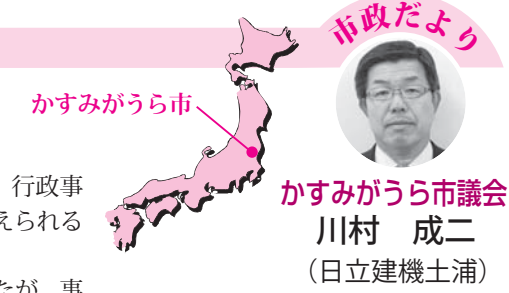 市政だより
かすみがうら市
かすみがうら市議会
川村 成二
(日立建機土浦)
行政事
えられる
たが、事